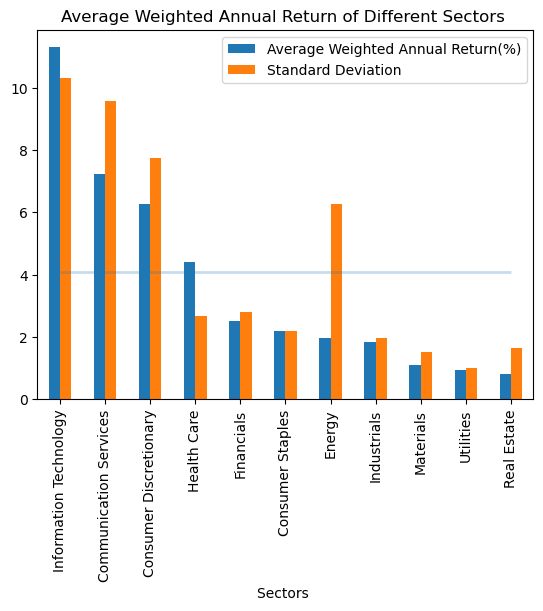 Average Weighted Annual Return of Different Sectors
Average Weighted Annual Return(%)
Standard Deviation
10
8
6
4
2
0
Information Technology
Communication Services
Consumer Discretionary
Health Care
Financials
Consumer Staples
Energy
Industrials
Materials
Utilities
Real Estate
Sectors